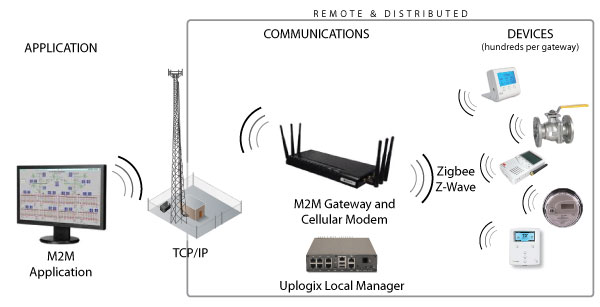 REMOTE & DISTRIBUTED
APPLICATION
COMMUNICATIONS
DEVICES
(hundreds per gateway)
Zigbee
Z-Wave
M2M Gateway and
Cellular Modem
TCP/IP
M2M
Application
Uplogix Local Manager